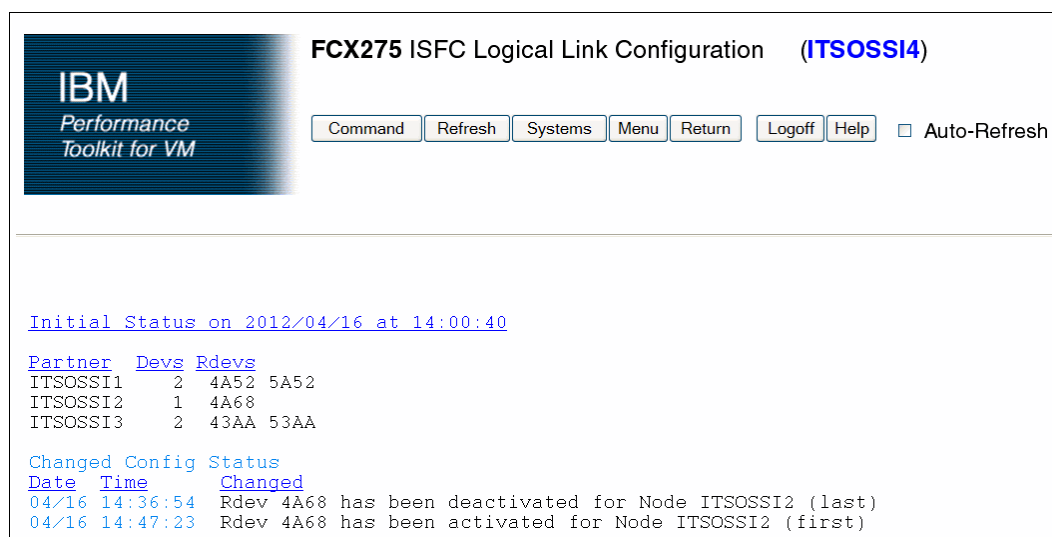 FCX275 ISFC Logical Link Configuration (ITSOSSI4)
IBM
Performance
Toolkit for VM
Command Refresh Systems Menu Return Logoff Help Auto-Refresh
Initial Status on 2012/04/16 at 14:00:40
Partner Devs Rdevs
ITSOSSI1 2 4A52 5A52
ITSOSSI2 1 4A68
ITSOSSI3 2 43AA 53AA
Changed Config Status
Date Time Changed
04/16 14:36:54 Rdev 4A68 has been deactivated for Node ITSOSSI2 (last)
04/16 14:47:23 Rdev 4A68 has been activated for Node ITSOSSI2 (first)